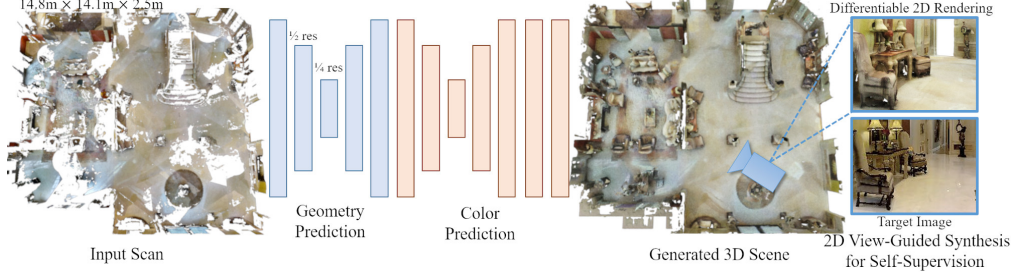 14.8m × 14.1m × 2.5m
½ res
¼ res
Geometry
Prediction
Color
Prediction
Input Scan
Generated 3D Scene
Differentiable 2D Rendering
Target Image
2D View-Guided Synthesis
for Self-Supervision